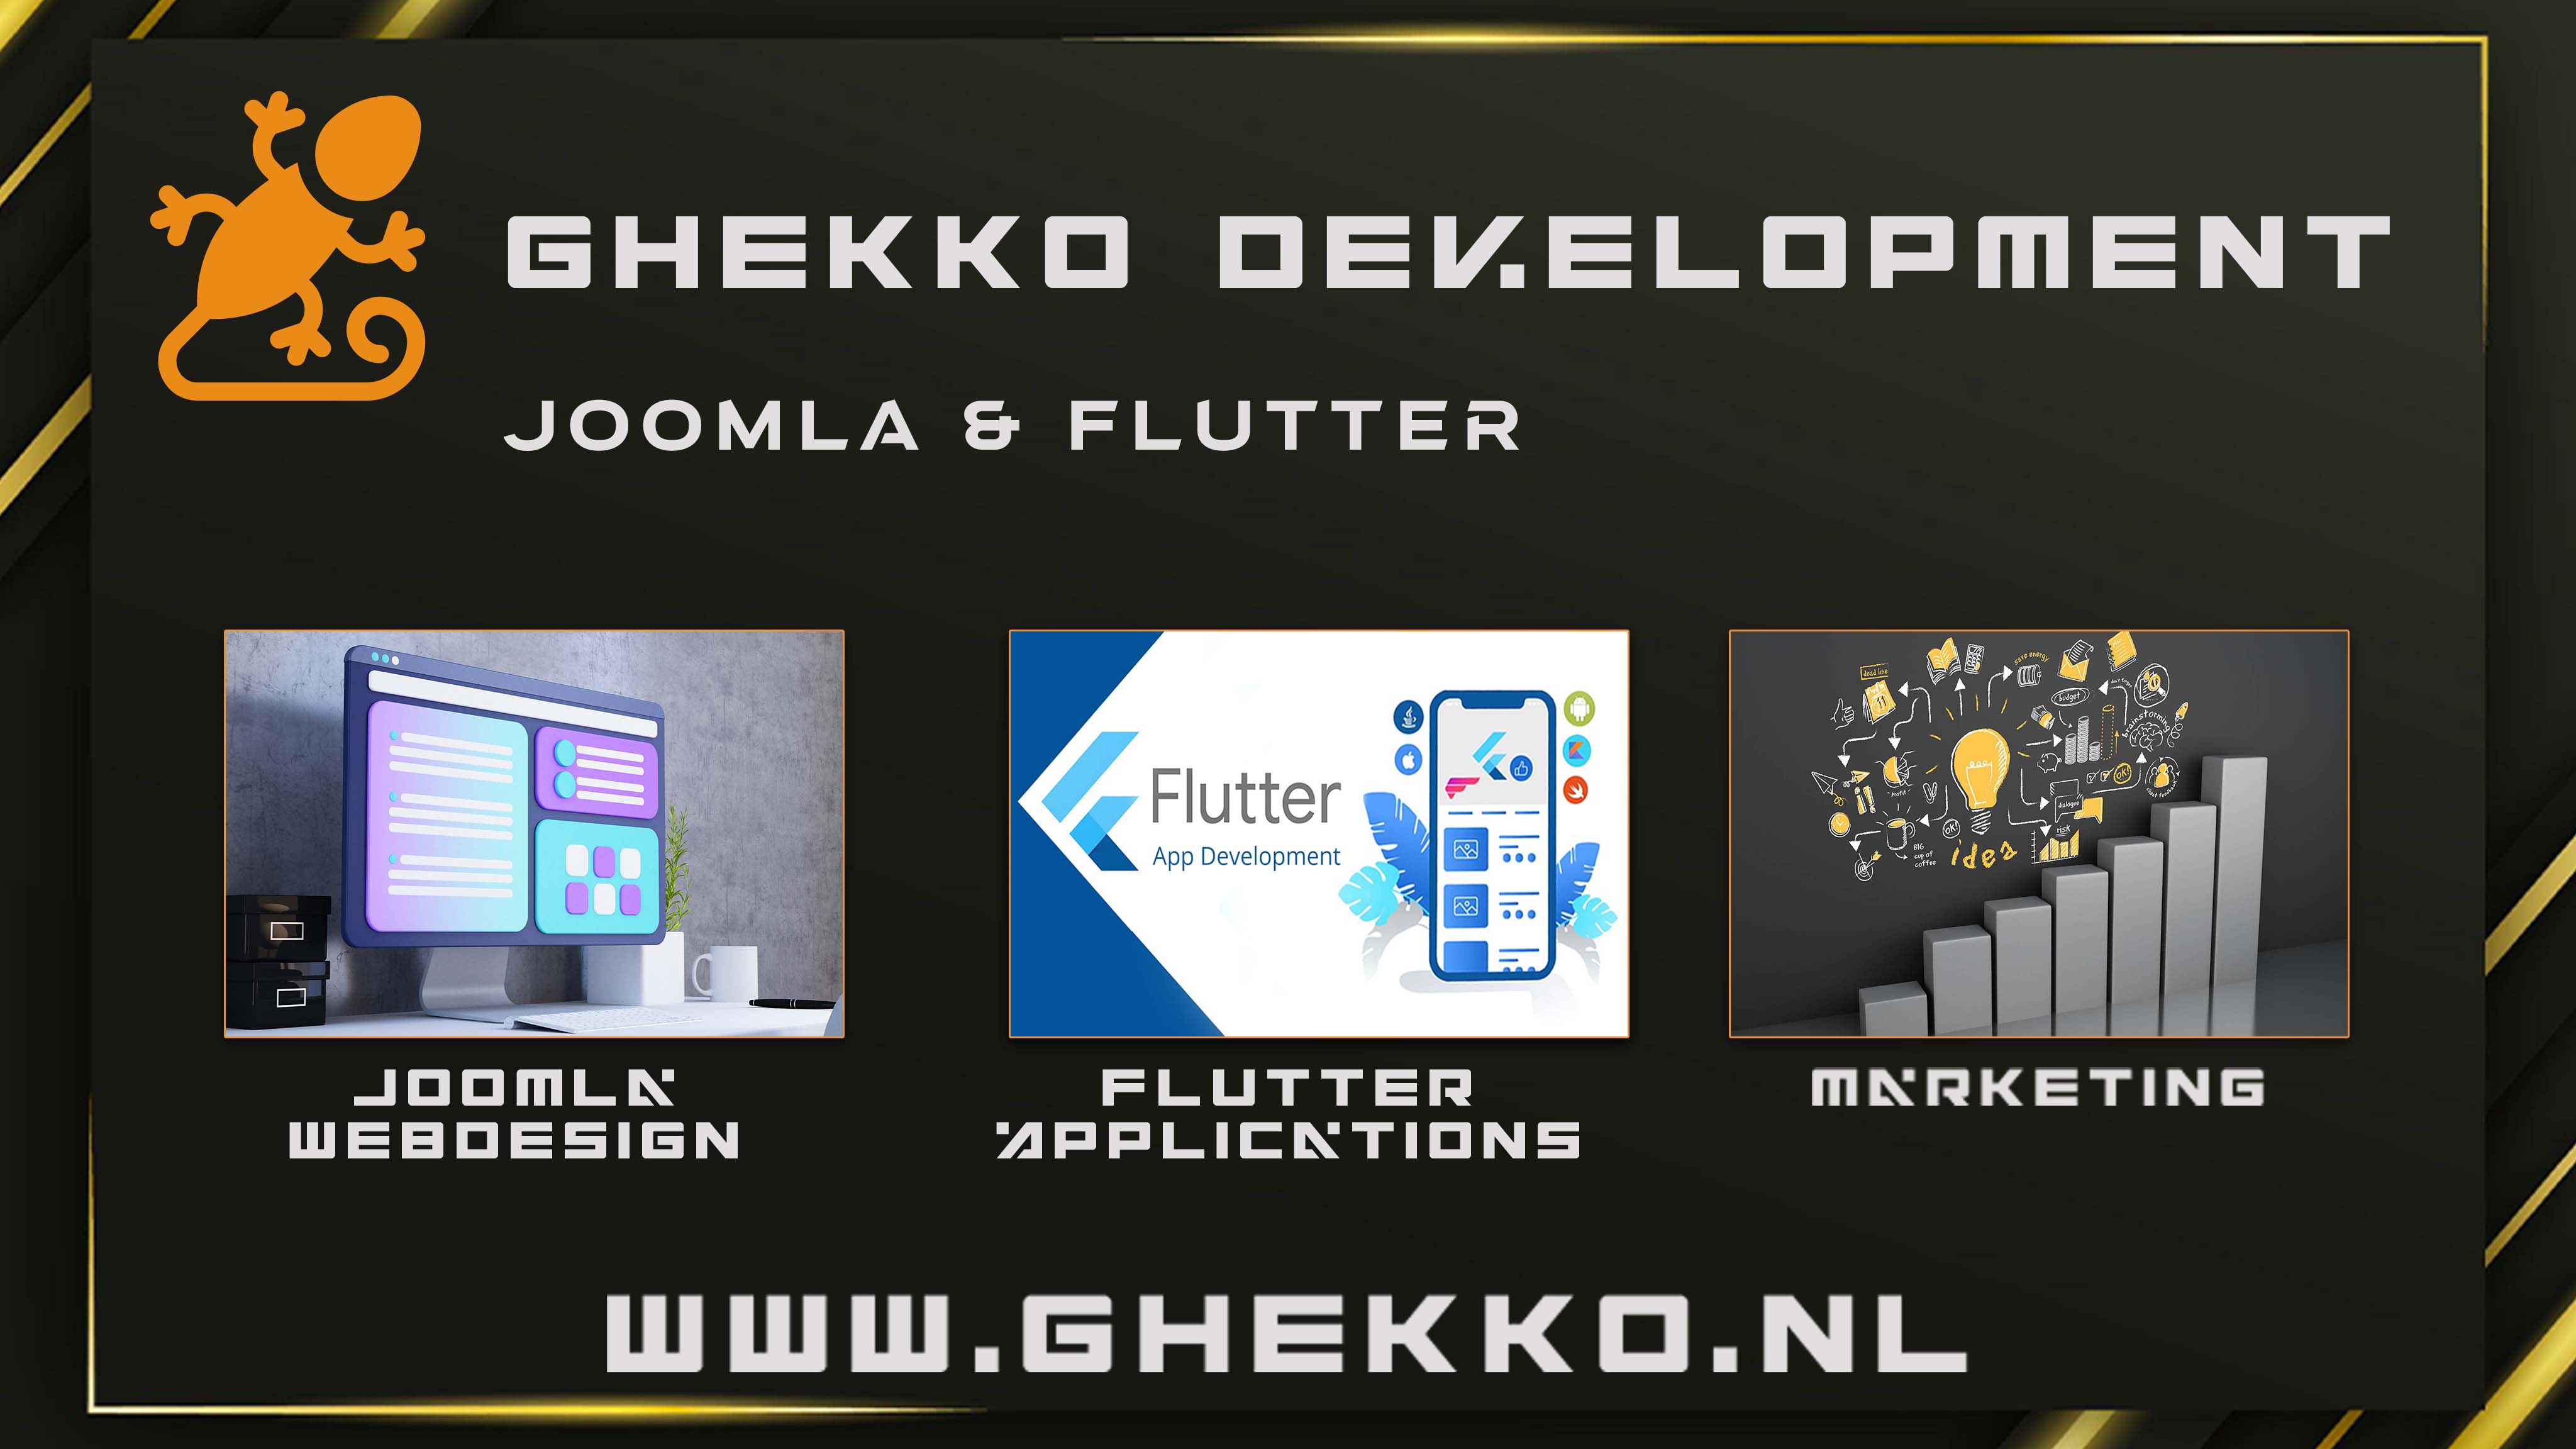 GHEKKO DEVELOPMENT
JOOMLA & FLUTTER
Flutter
App Development
dead line
save energy
budget
brainstorming
profit
OK!
OK!
dialogue
risk
BIG
cup of
coffee
idea
JOOMLA
WEBDESIGN
FLUTTER
APPLICATIONS
MARKETING
WWW.GHEKKO.NL